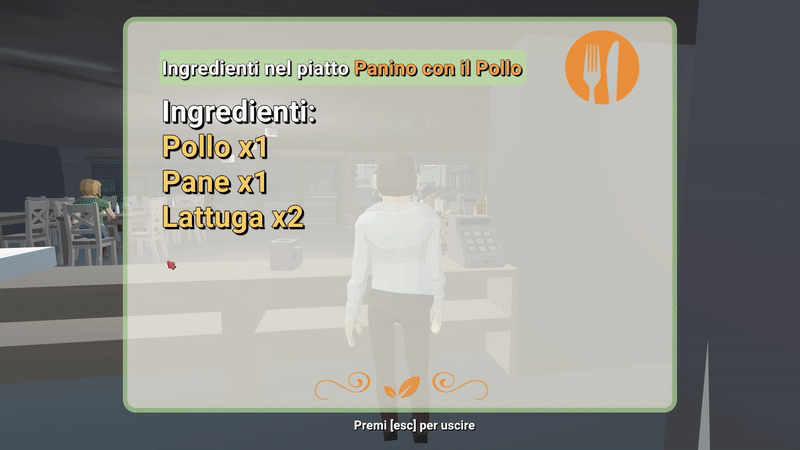 Ingredienti nel piatto Panino con il Pollo
Ingredienti:
Pollo x1
Pane x1
Lattuga x2
Premi [esc] per uscire